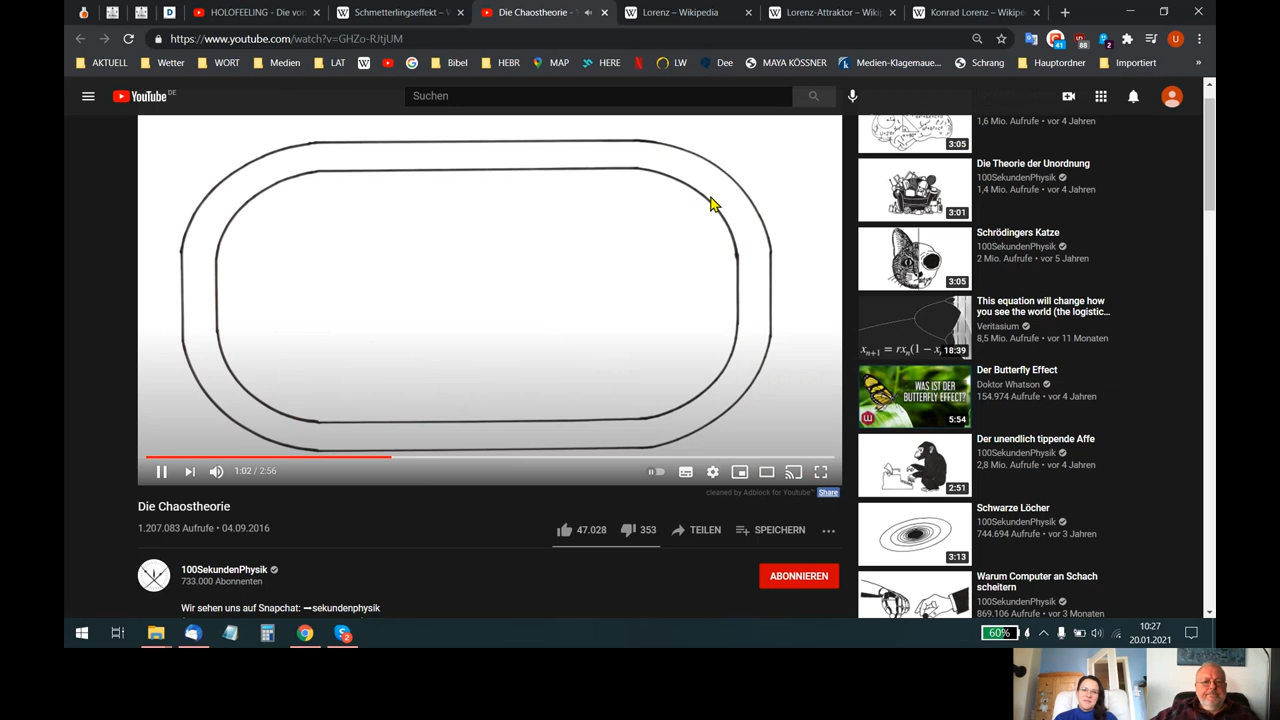 HOLOFEELING - Die von
Schmetterlingseffekt – W
Die Chaostheorie -
Lorenz – Wikipedia
Lorenz-Attraktor – Wikip
Konrad Lorenz – Wikipe
https://www.youtube.com/watch?v=GHZo-RJtjUM
41
88
2
U
AKTUELL
Wetter
WORT
Medien
LAT
W
G
Bibel
HEBR
MAP
HERE
N
LW
Dee
MAYA KÖSSNER
Medien-Klagemaue...
Schrang
Hauptordner
Importiert
»
YouTube DE
Suchen
1,6 Mio. Aufrufe • vor 4 Jahren
3:05
Die Theorie der Unordnung
100SekundenPhysik
1,4 Mio. Aufrufe • vor 4 Jahren
3:01
Schrödingers Katze
100SekundenPhysik
2 Mio. Aufrufe • vor 5 Jahren
3:05
This equation will change how
you see the world (the logistic...
Veritasium
8,5 Mio. Aufrufe • vor 11 Monaten
18:39
Der Butterfly Effect
Doktor Whatson
154.974 Aufrufe • vor 4 Jahren
WAS IST DER
BUTTERFLY EFFECT?
5:54
Der unendlich tippende Affe
100SekundenPhysik
2,8 Mio. Aufrufe • vor 4 Jahren
2:51
Schwarze Löcher
100SekundenPhysik
744.694 Aufrufe • vor 3 Jahren
3:13
Warum Computer an Schach
scheitern
100SekundenPhysik
869.106 Aufrufe • vor 3 Monaten
1:02 / 2:56
cleaned by Adblock for Youtube™ Share
Die Chaostheorie
1.207.083 Aufrufe • 04.09.2016
47.028
353
TEILEN
SPEICHERN
100SekundenPhysik
733.000 Abonnenten
ABONNIEREN
Wir sehen uns auf Snapchat: ➞sekundenphysik
60%
10:27
20.01.2021